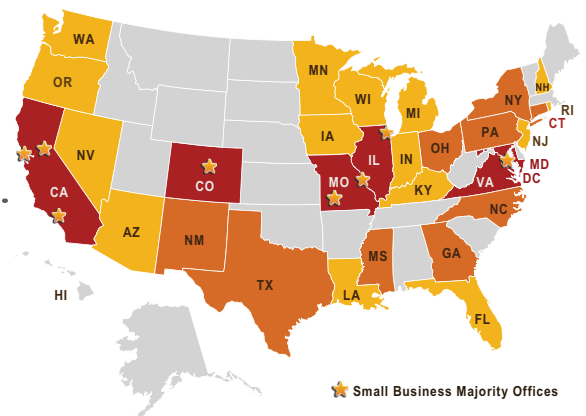 WA
OR
CA
NV
AZ
CO
NM
TX
MN
WI
MI
IA
IL
IN
OH
MO
KY
MS
LA
GA
FL
NC
VA
PA
NY
NH
RI
CT
NJ
MD
DC
HI
Small Business Majority Offices